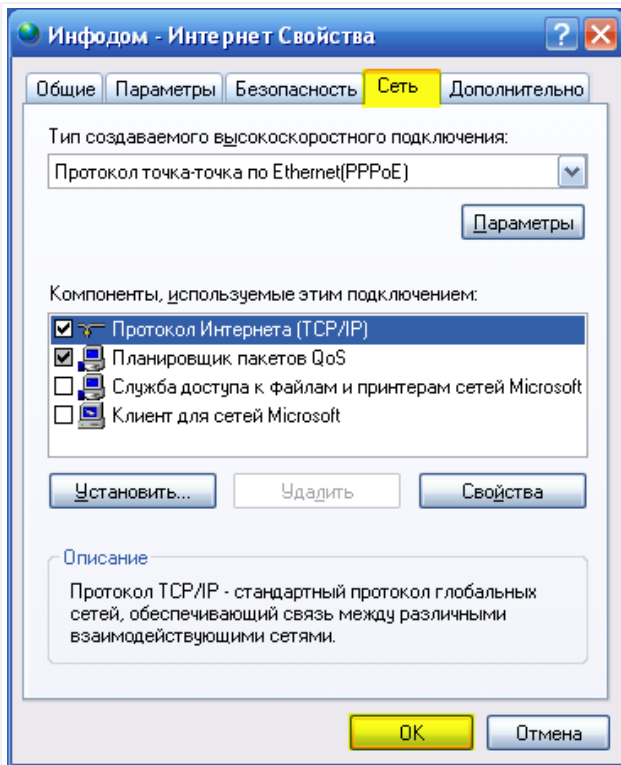 Инфодом - Интернет Свойства
Общие Параметры Безопасность Сеть Дополнительно
Тип создаваемого высокоскоростного подключения:
Протокол точка-точка по Ethernet(PPPoE)
Параметры
Компоненты, используемые этим подключением:
Протокол Интернета (TCP/IP)
Планировщик пакетов QoS
Служба доступа к файлам и принтерам сетей Microsoft
Клиент для сетей Microsoft
Установить... Удалить Свойства
Описание
Протокол TCP/IP - стандартный протокол глобальных
сетей, обеспечивающий связь между различными
взаимодействующими сетями.
OK Отмена